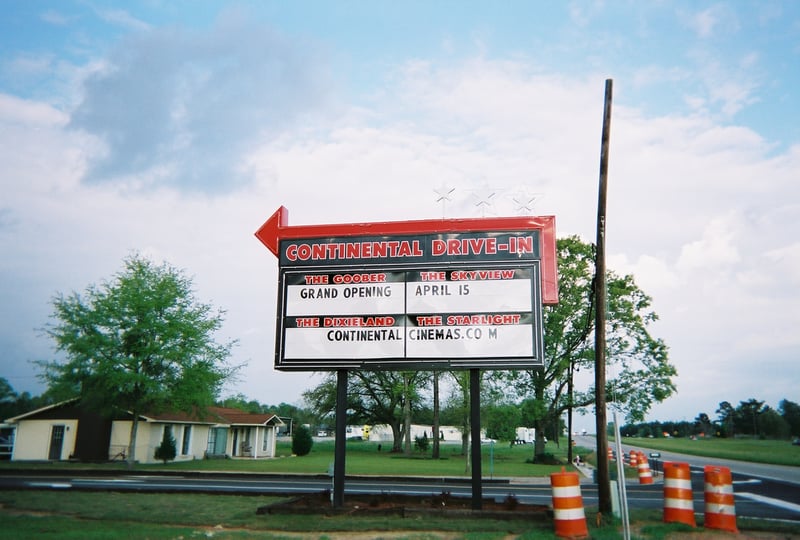 CONTINENTAL DRIVE-IN
THE GOOBER THE SKYVIEW
GRAND OPENING APRIL 15
THE DIXIELAND THE STARLIGHT
CONTINENTAL CINEMAS.CO M